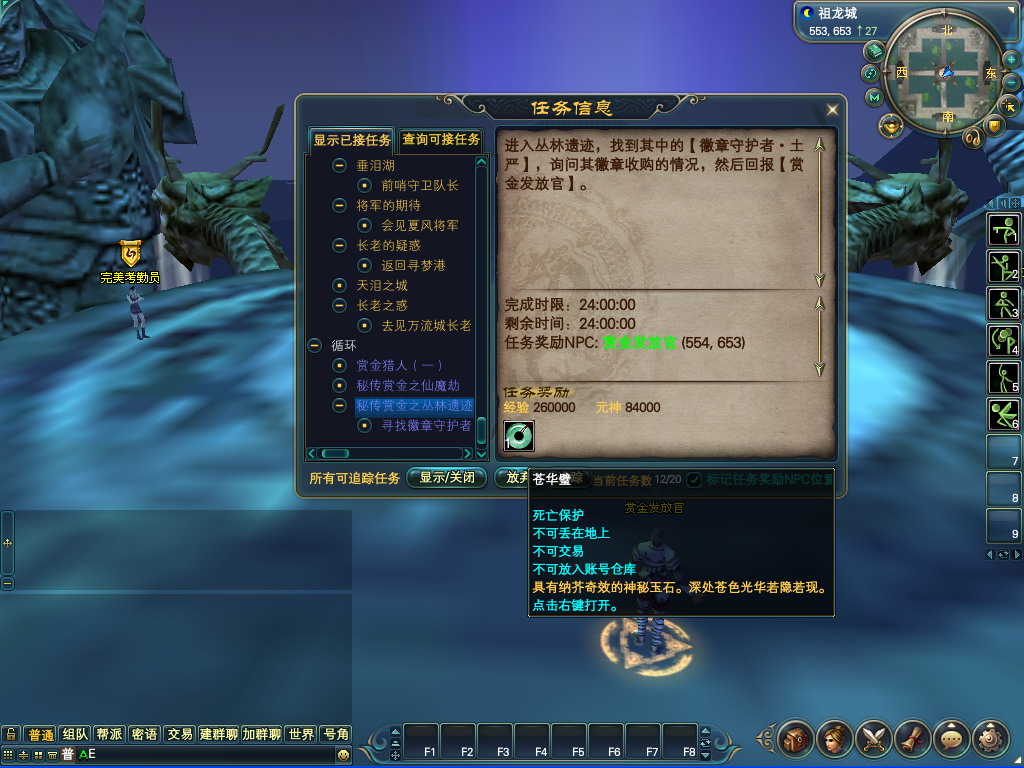 祖龙城
553, 653 ↑27
北
西
东
南
M
任务信息
显示已接任务
查询可接任务
垂泪湖
前哨守卫队长
将军的期待
会见夏风将军
长老的疑惑
返回寻梦港
天泪之城
长老之惑
去见万流城长老
循环
赏金猎人（一）
秘传赏金之仙魔劫
秘传赏金之丛林遗迹
寻找徽章守护者
进入丛林遗迹，找到其中的【徽章守护者·土
严】，询问其徽章收购的情况，然后回报【赏
金发放官】。
完成时限：24:00:00
剩余时间：24:00:00
任务奖励NPC: 赏金发放官 (554, 653)
任务奖励
经验 260000 元神 84000
1
所有可追踪任务
显示/关闭
放弃
踪
当前任务数 12/20
标记任务奖励NPC位置
苍华璧
死亡保护
不可丢在地上
不可交易
不可放入账号仓库
具有纳芥奇效的神秘玉石。深处苍色光华若隐若现。
点击右键打开。
赏金发放官
完美考勤员
2
3
4
5
6
7
8
9
普通
组队
帮派
密语
交易
建群聊
加群聊
世界
号角
普
AE
F1
F2
F3
F4
F5
F6
F7
F8